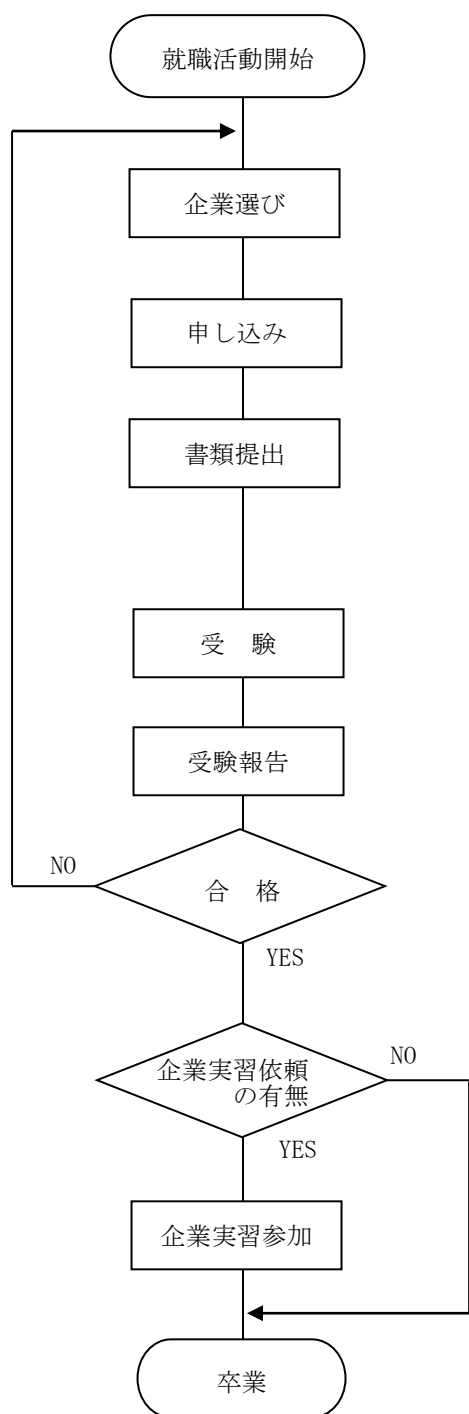 就職活動開始
企業選び
申し込み
書類提出
受　験
受験報告
NO
合　格
YES
企業実習依頼
の有無
NO
YES
企業実習参加
卒業